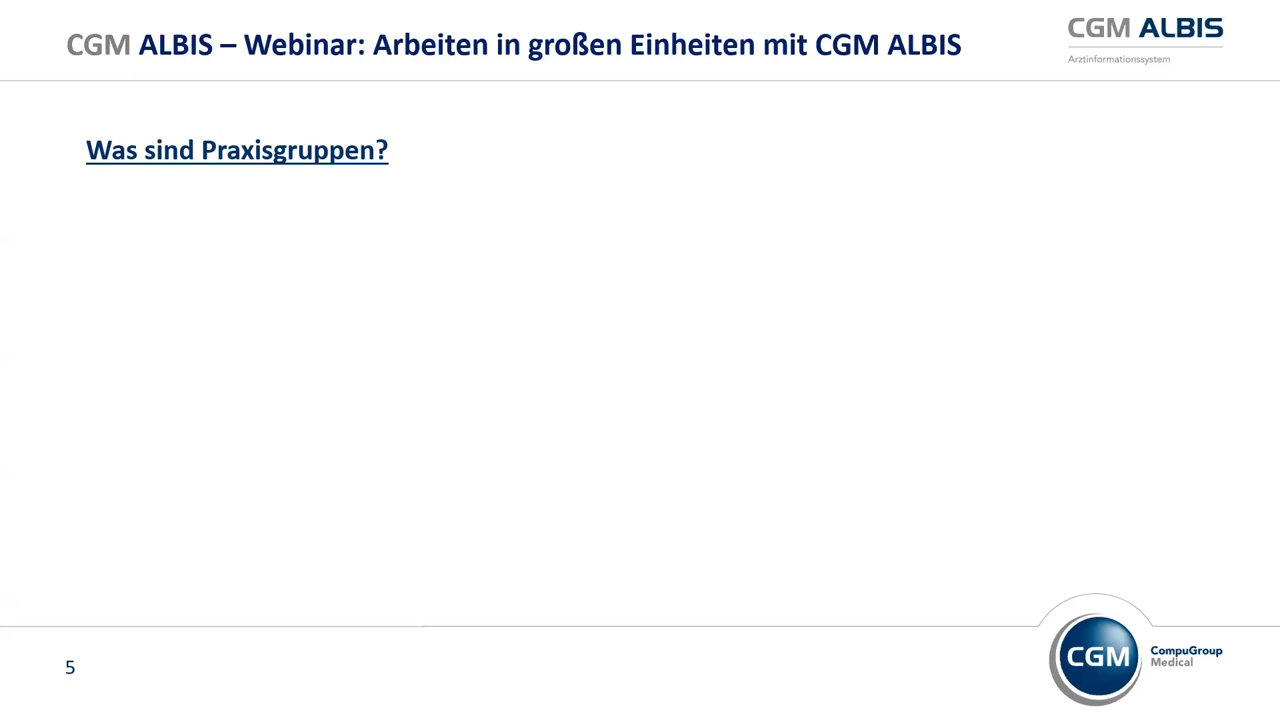 CGM ALBIS – Webinar: Arbeiten in großen Einheiten mit CGM ALBIS
CGM ALBIS
Arztinformationssystem
Was sind Praxisgruppen?
5
CGM
CompuGroup
Medical